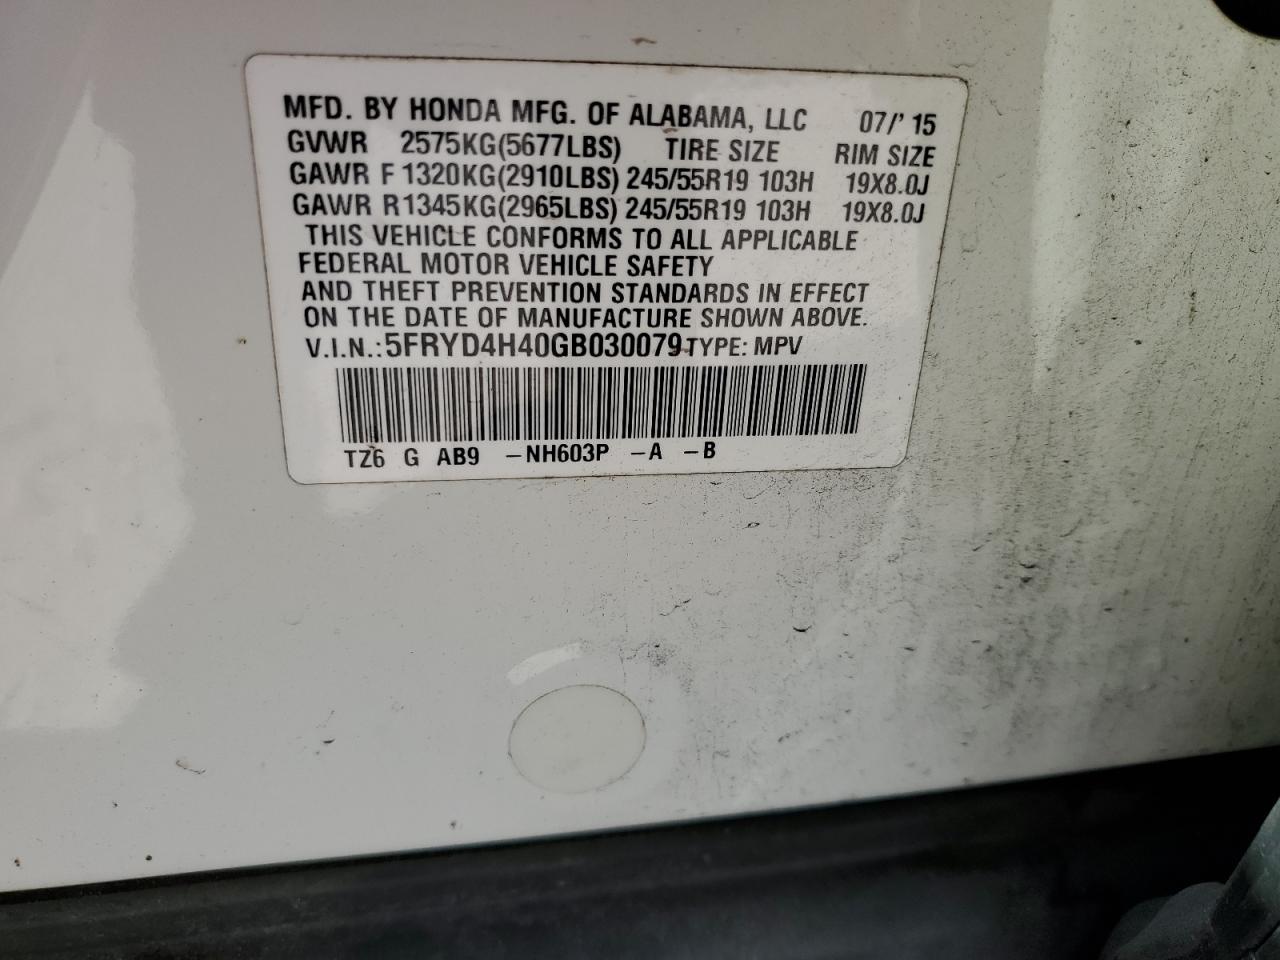 MFD. BY HONDA MFG. OF ALABAMA, LLC 07/'15
GVWR 2575KG(5677LBS) TIRE SIZE RIM SIZE
GAWR F 1320KG(2910LBS) 245/55R19 103H 19X8.0J
GAWR R1345KG(2965LBS) 245/55R19 103H 19X8.0J
THIS VEHICLE CONFORMS TO ALL APPLICABLE
FEDERAL MOTOR VEHICLE SAFETY
AND THEFT PREVENTION STANDARDS IN EFFECT
ON THE DATE OF MANUFACTURE SHOWN ABOVE.
V.I.N.:5FRYD4H40GB030079 TYPE: MPV
TZ6 G AB9 -NH603P -A -B